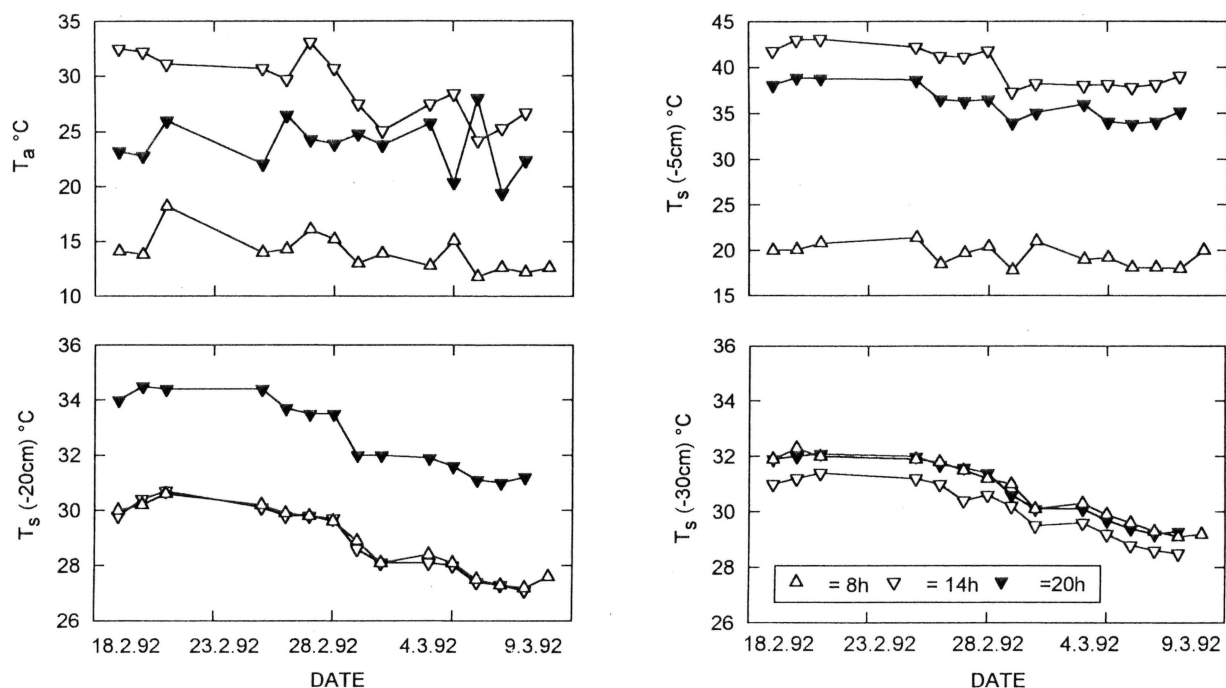 35
30
25
20
15
10
T_a °C
45
40
35
30
25
20
15
T_s (-5cm) °C
36
34
32
30
28
26
T_s (-20cm) °C
18.2.92 23.2.92 28.2.92 4.3.92 9.3.92
DATE
36
34
32
30
28
26
T_s (-30cm) °C
△ = 8h ▽ = 14h ▼ =20h
18.2.92 23.2.92 28.2.92 4.3.92 9.3.92
DATE